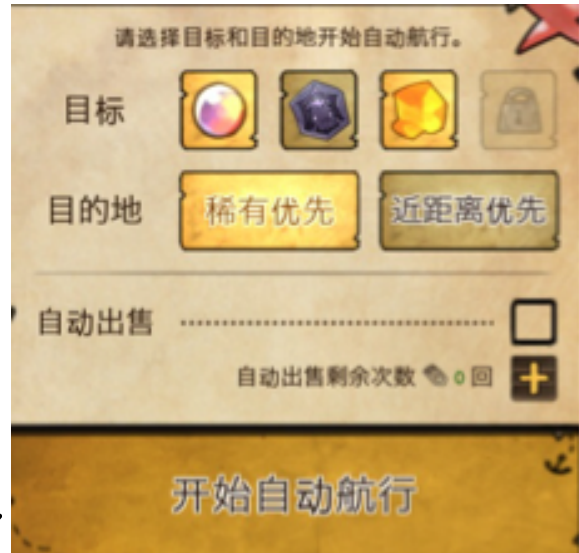 请选择目标和目的地开始自动航行。
目标
目的地 稀有优先 近距离优先
自动出售
自动出售剩余次数 0 回
开始自动航行